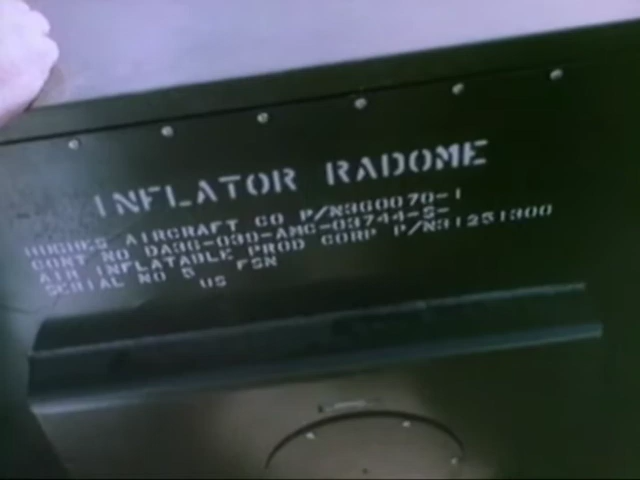 INFLATOR RADOME
HUGHES AIRCRAFT CO P/N360070-1
CONT NO DA36-039-AMC-03744-S-
AIR INFLATABLE PROD CORP P/N31251300
SERIAL NO 5 FSN
US